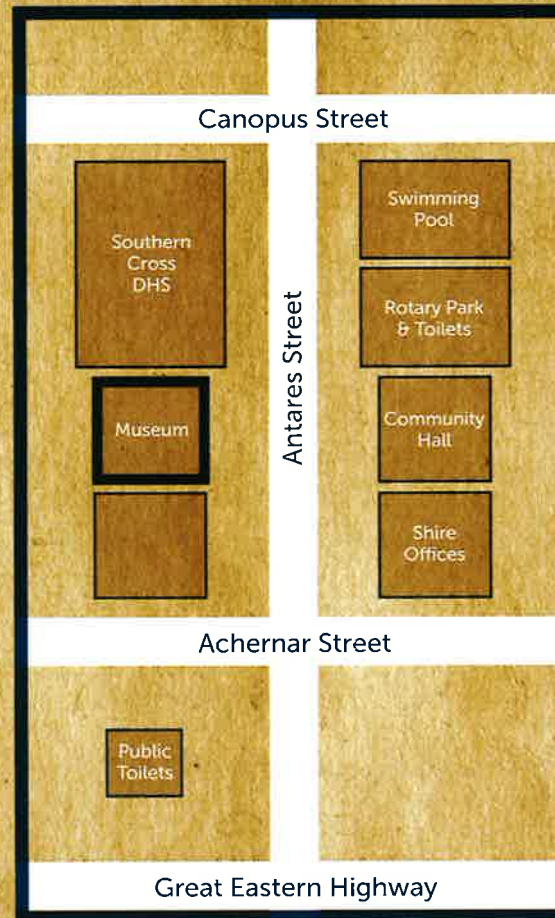 Canopus Street
Southern
Cross
DHS
Swimming
Pool
Rotary Park
& Toilets
Antares Street
Museum
Community
Hall
Shire
Offices
Achernar Street
Public
Toilets
Great Eastern Highway